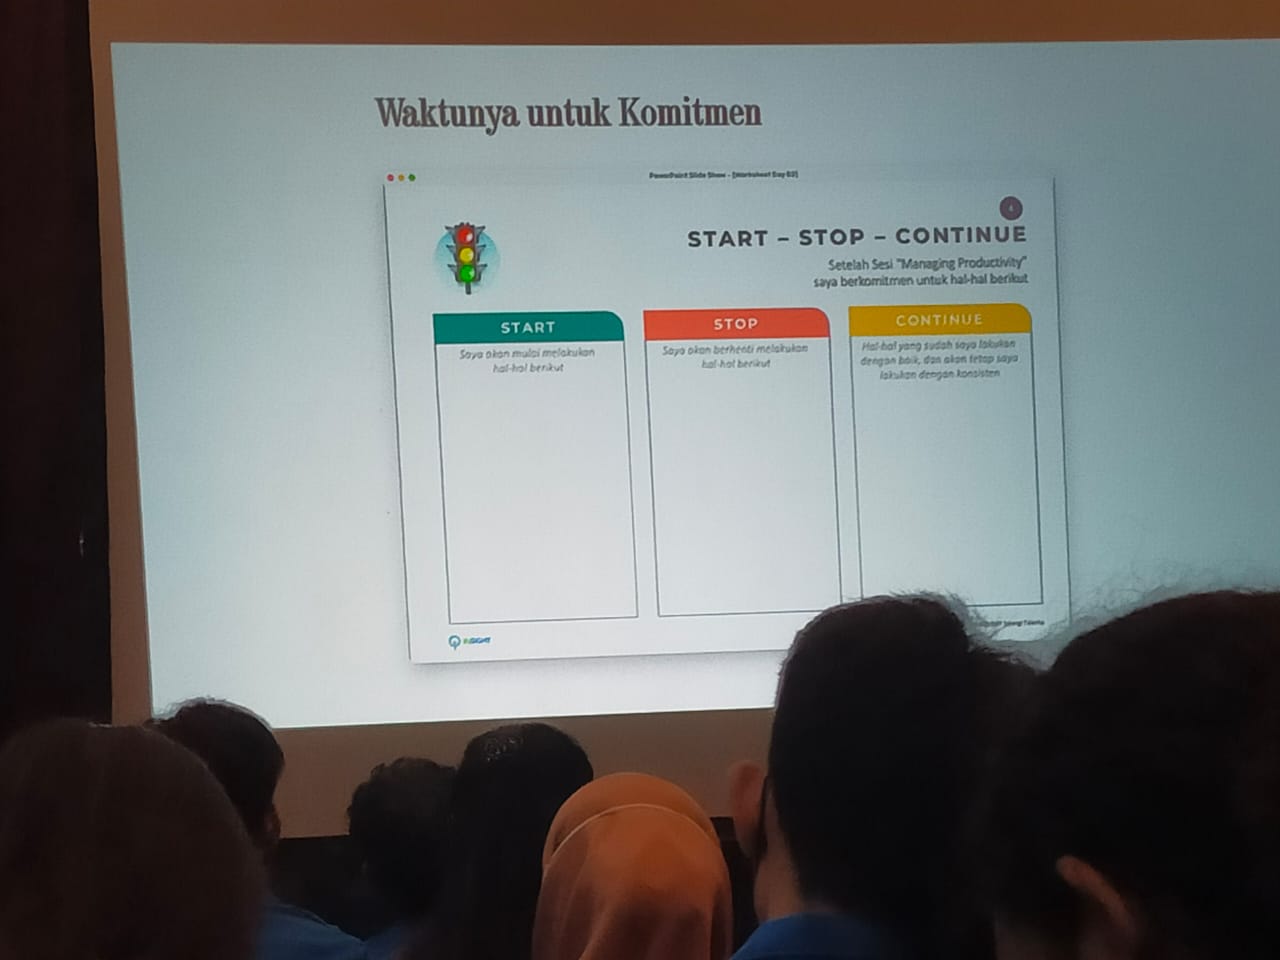 Waktunya untuk Komitmen
PowerPoint Slide Show - [Worksheet Day 02]
4
START – STOP – CONTINUE
Setelah Sesi "Managing Productivity"
saya berkomitmen untuk hal-hal berikut
START
Saya akan mulai melakukan
hal-hal berikut
STOP
Saya akan berhenti melakukan
hal-hal berikut
CONTINUE
Hal-hal yang sudah saya lakukan
dengan baik, dan akan tetap saya
lakukan dengan konsisten
INSIGHT